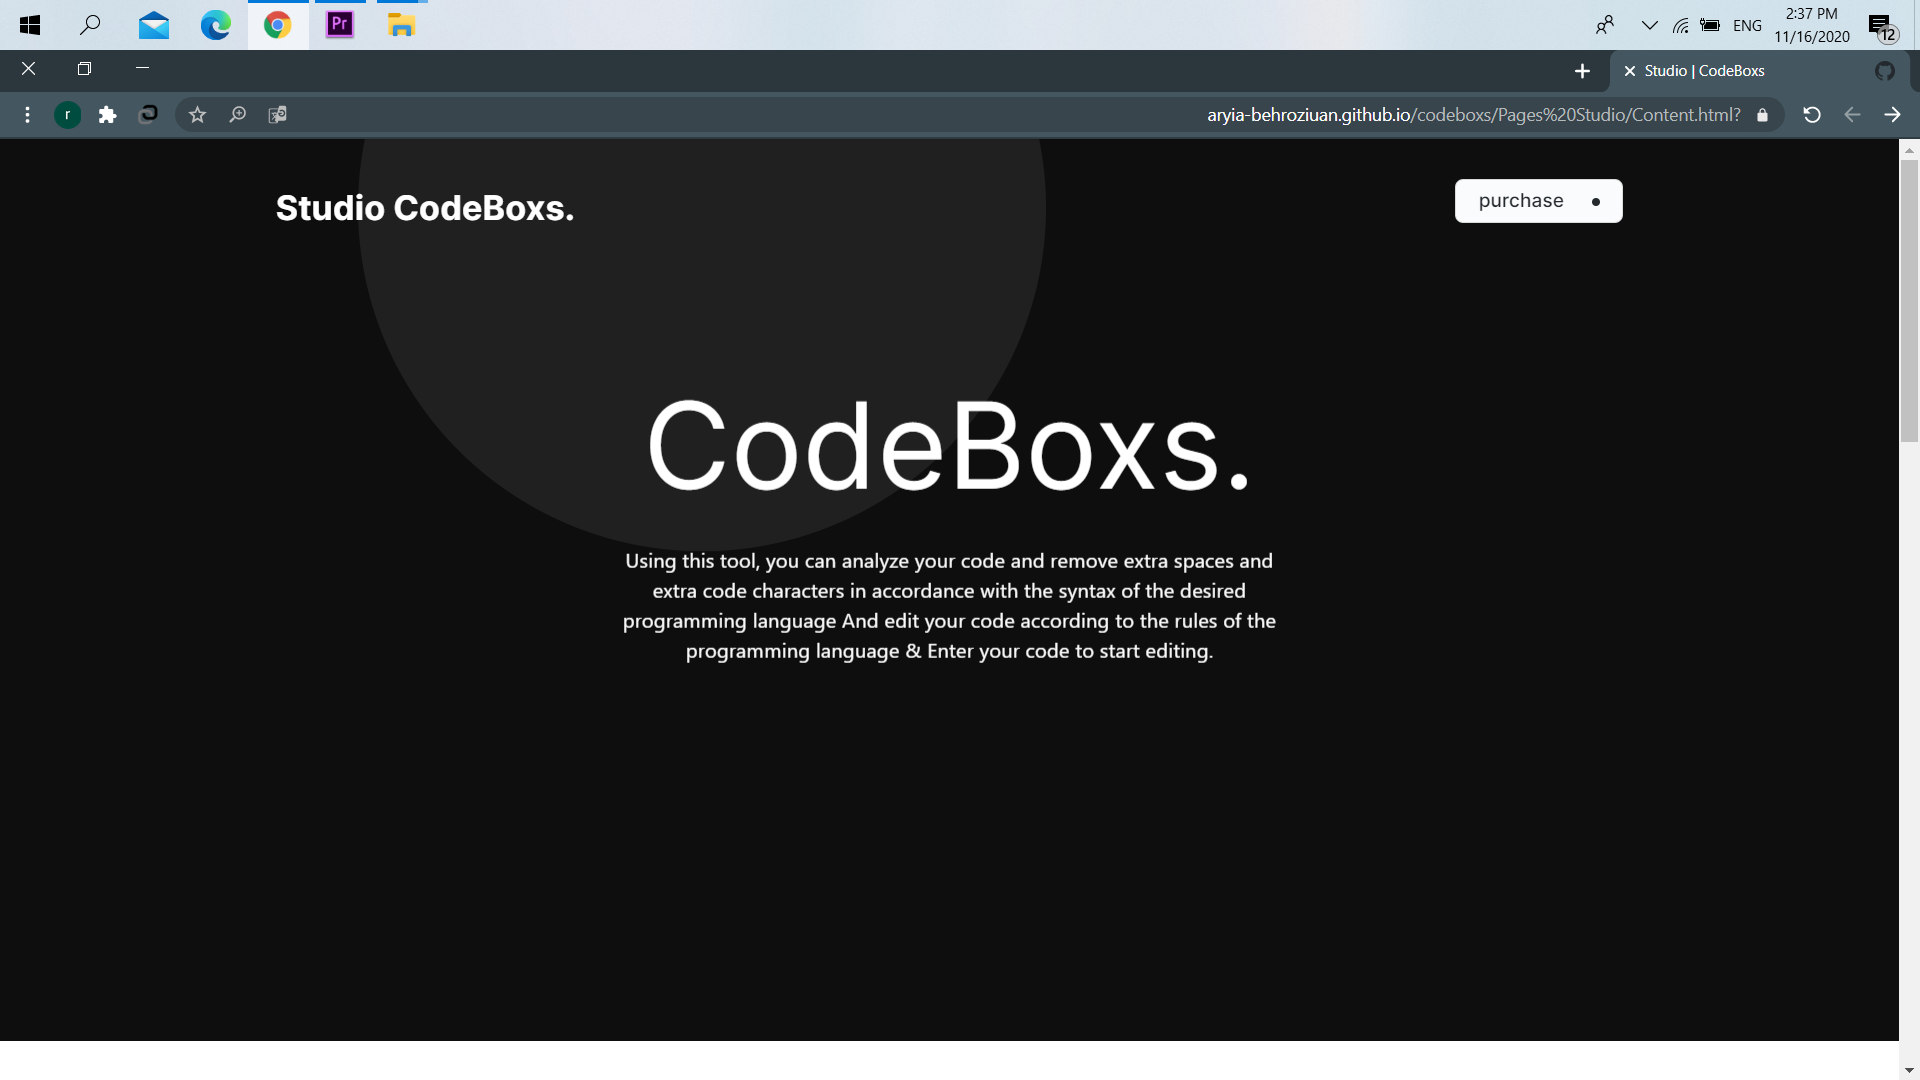 Pr
ENG
2:37 PM
11/16/2020
12
Studio | CodeBoxs
r
aryia-behroziuan.github.io/codeboxs/Pages%20Studio/Content.html?
Studio CodeBoxs.
purchase
CodeBoxs.
Using this tool, you can analyze your code and remove extra spaces and
extra code characters in accordance with the syntax of the desired
programming language And edit your code according to the rules of the
programming language & Enter your code to start editing.